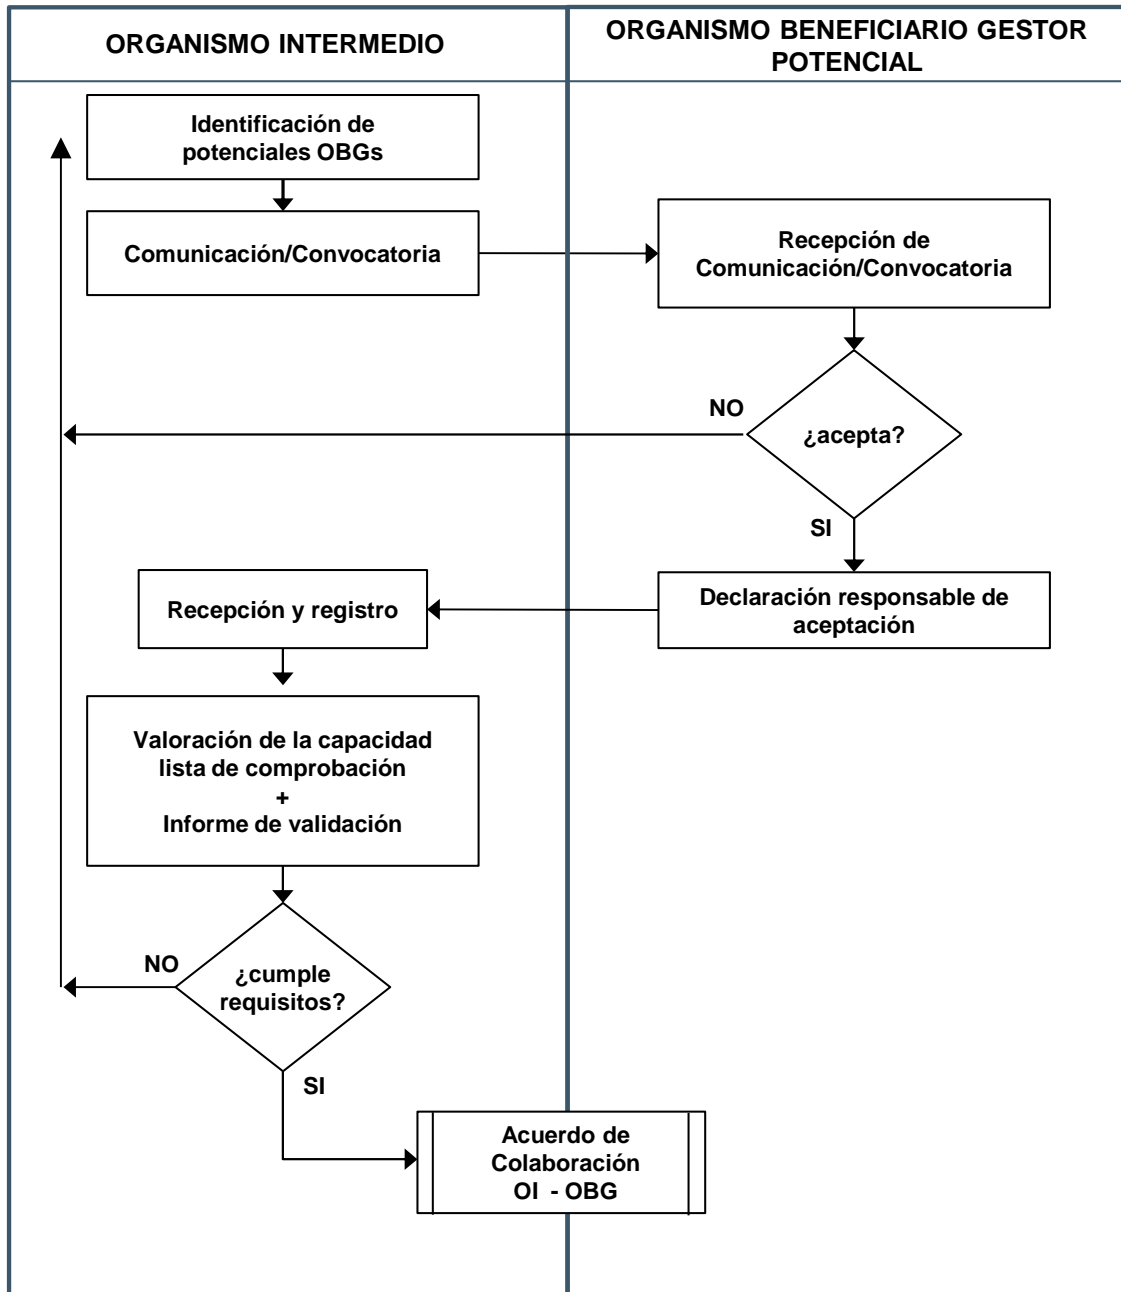 ORGANISMO INTERMEDIO
ORGANISMO BENEFICIARIO GESTOR
POTENCIAL
Identificación de
potenciales OBGs
Comunicación/Convocatoria
Recepción de
Comunicación/Convocatoria
NO
¿acepta?
SI
Declaración responsable de
aceptación
Recepción y registro
Valoración de la capacidad
lista de comprobación
+
Informe de validación
NO
¿cumple
requisitos?
SI
Acuerdo de
Colaboración
OI - OBG